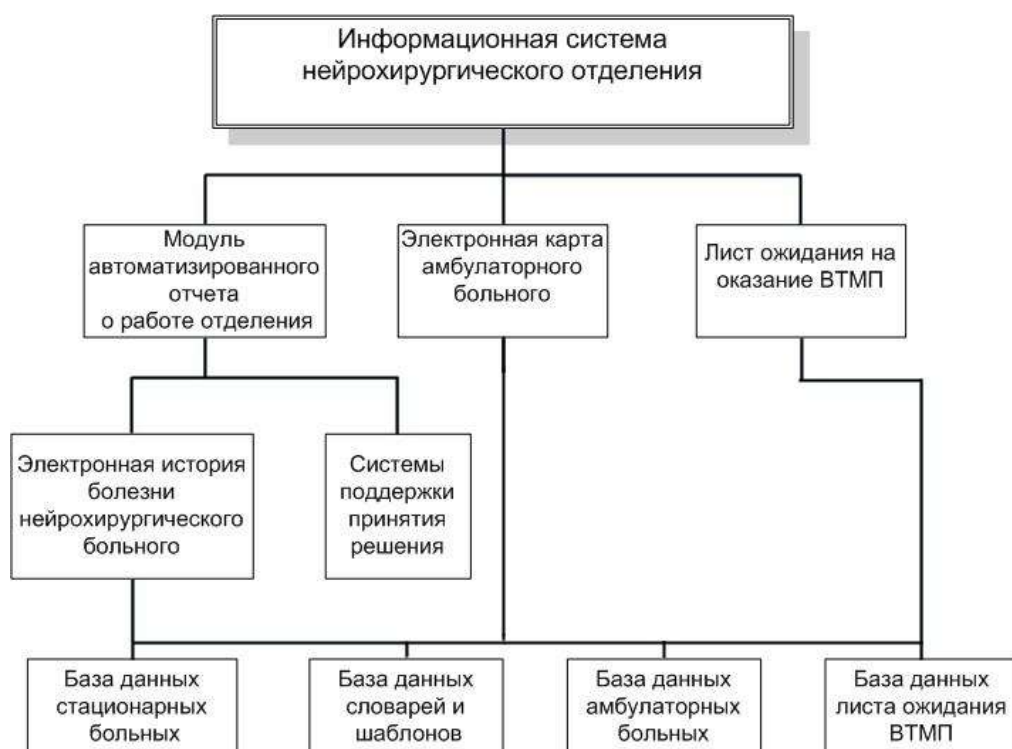 Информационная система
нейрохирургического отделения
Модуль
автоматизированного
отчета
о работе отделения
Электронная карта
амбулаторного
больного
Лист ожидания на
оказание ВТМП
Электронная история
болезни
нейрохирургического
больного
Системы
поддержки
принятия
решения
База данных
стационарных
больных
База данных
словарей и
шаблонов
База данных
амбулаторных
больных
База данных
листа ожидания
ВТМП